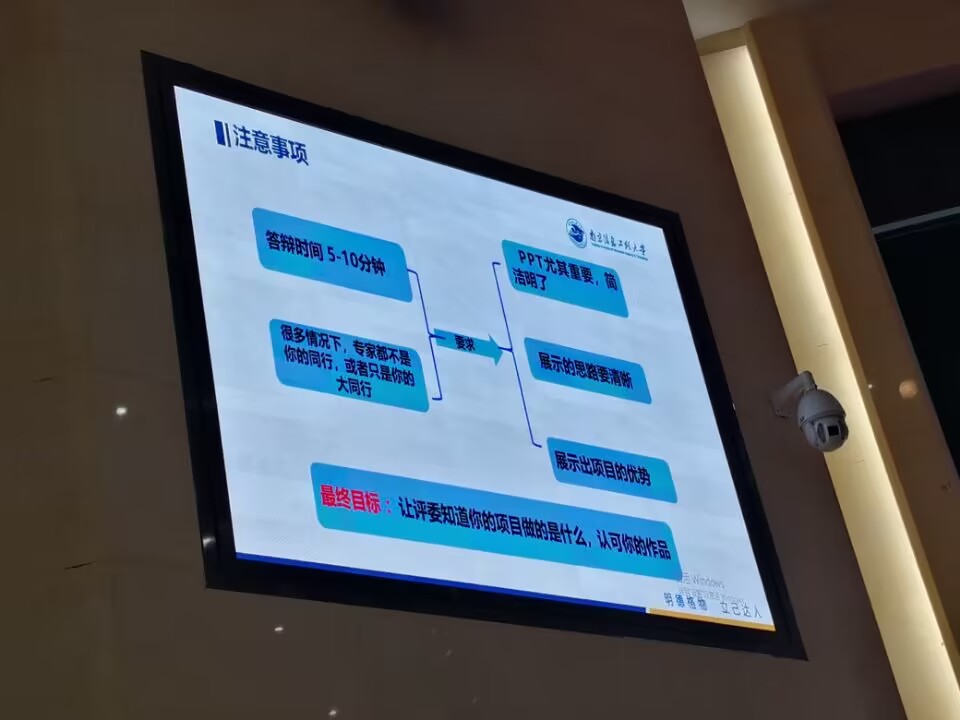 注意事项
南京信息工程大学
答辩时间 5-10分钟
很多情况下，专家都不是
你的同行，或者只是你的
大同行
要求
PPT尤其重要，简
洁明了
展示的思路要清晰
展示出项目的优势
最终目标：让评委知道你的项目做的是什么，认可你的作品
Windows
明德格物 立己达人